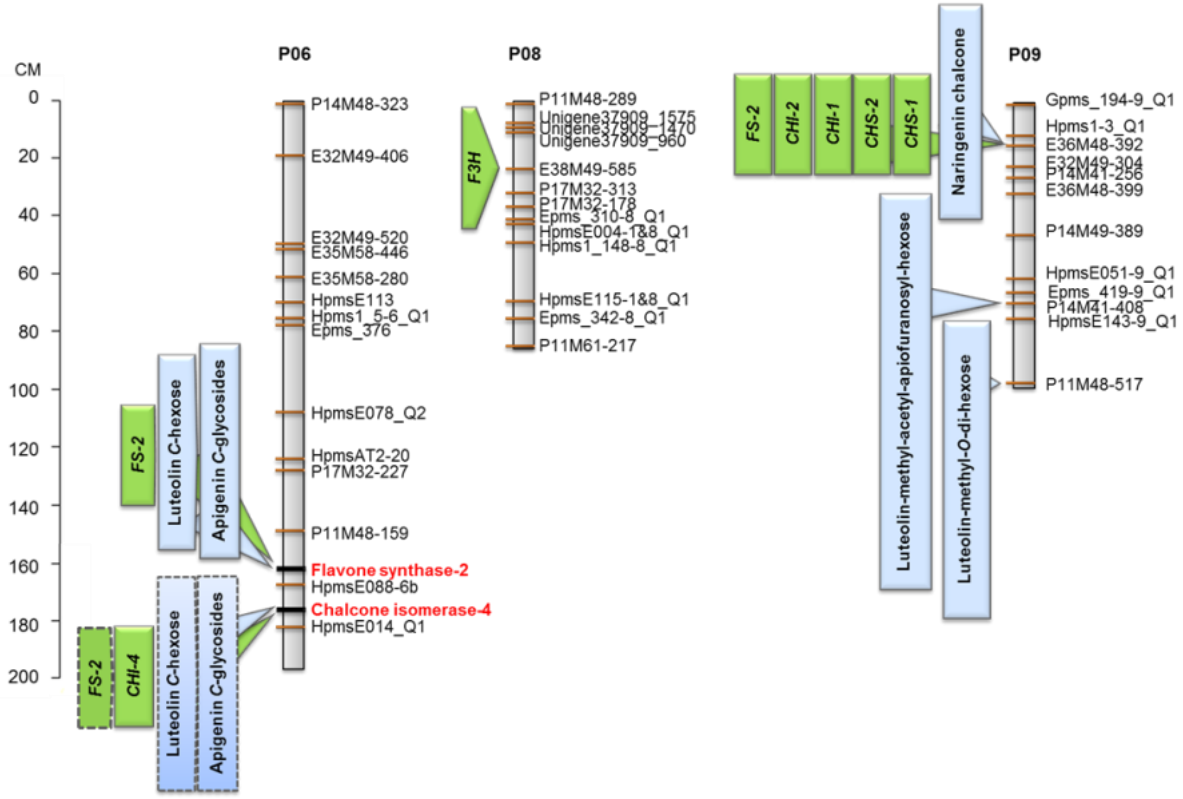 CM
0
20
40
60
80
100
120
140
160
180
200
P06
P14M48-323
E32M49-406
E32M49-520
E35M58-446
E35M58-280
HpmsE113
Hpms1_5-6_Q1
Epms_376
HpmsE078_Q2
HpmsAT2-20
P17M32-227
P11M48-159
Flavone synthase-2
HpmsE088-6b
Chalcone isomerase-4
HpmsE014_Q1
FS-2
Luteolin C-hexose
Apigenin C-glycosides
FS-2
CHI-4
Luteolin C-hexose
Apigenin C-glycosides
P08
F3H
P11M48-289
Unigene37909_1575
Unigene37909_1470
Unigene37909_960
E38M49-585
P17M32-313
P17M32-178
Epms_310-8_Q1
HpmsE004-1&8_Q1
Hpms1_148-8_Q1
HpmsE115-1&8_Q1
Epms_342-8_Q1
P11M61-217
FS-2
CHI-2
CHI-1
CHS-2
CHS-1
Naringenin chalcone
Luteolin-methyl-acetyl-apiofuranosyl-hexose
Luteolin-methyl-O-di-hexose
P09
Gpms_194-9_Q1
Hpms1-3_Q1
E36M48-392
E32M49-304
P14M41-256
E36M48-399
P14M49-389
HpmsE051-9_Q1
Epms_419-9_Q1
P14M41-408
HpmsE143-9_Q1
P11M48-517